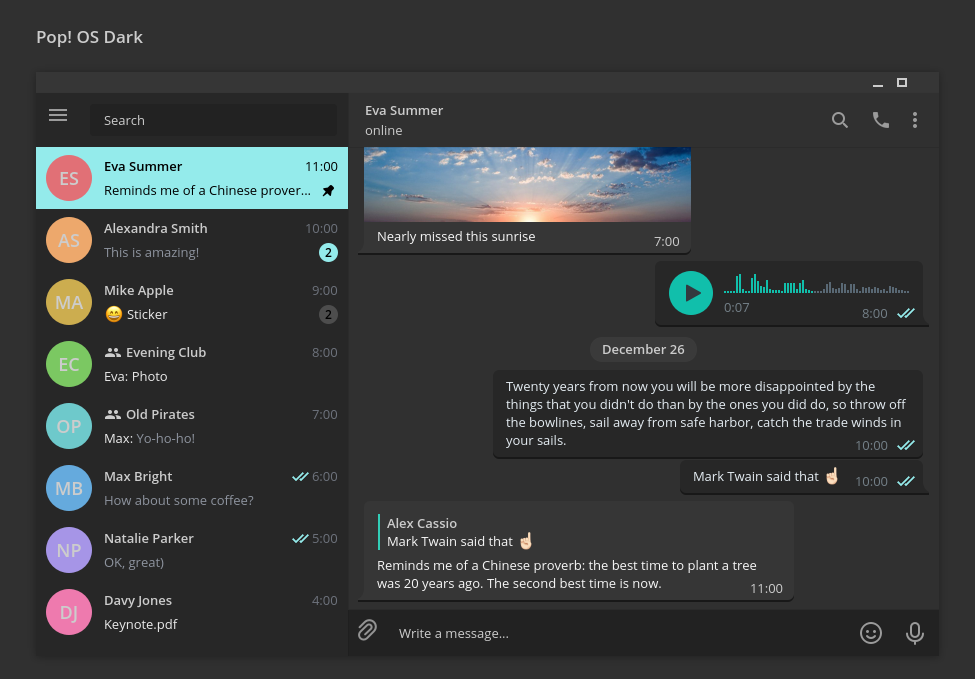 Pop! OS Dark
Search
ES
Eva Summer
11:00
Reminds me of a Chinese prover...
AS
Alexandra Smith
10:00
This is amazing!
2
MA
Mike Apple
9:00
😄 Sticker
2
EC
Evening Club
8:00
Eva: Photo
OP
Old Pirates
7:00
Max: Yo-ho-ho!
MB
Max Bright
6:00
How about some coffee?
NP
Natalie Parker
5:00
OK, great)
DJ
Davy Jones
4:00
Keynote.pdf
Eva Summer
online
Nearly missed this sunrise
7:00
0:07
8:00
December 26
Twenty years from now you will be more disappointed by the
things that you didn't do than by the ones you did do, so throw off
the bowlines, sail away from safe harbor, catch the trade winds in
your sails.
10:00
Mark Twain said that ☝🏻
10:00
Alex Cassio
Mark Twain said that ☝🏻
Reminds me of a Chinese proverb: the best time to plant a tree
was 20 years ago. The second best time is now.
11:00
Write a message...